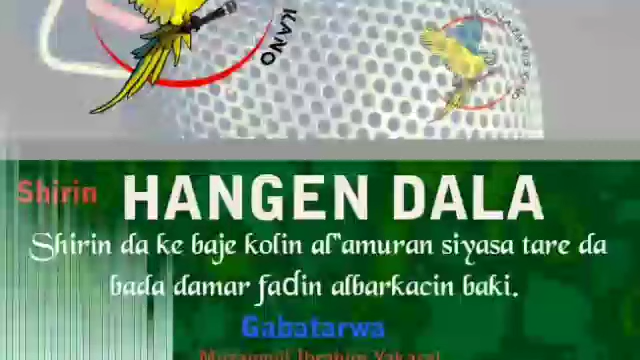 KANO
Shirin HANGEN DALA
Shirin da ke baje kolin al'amuran siyasa tare da
bada damar faɗin albarkacin baki.
Gabatarwa